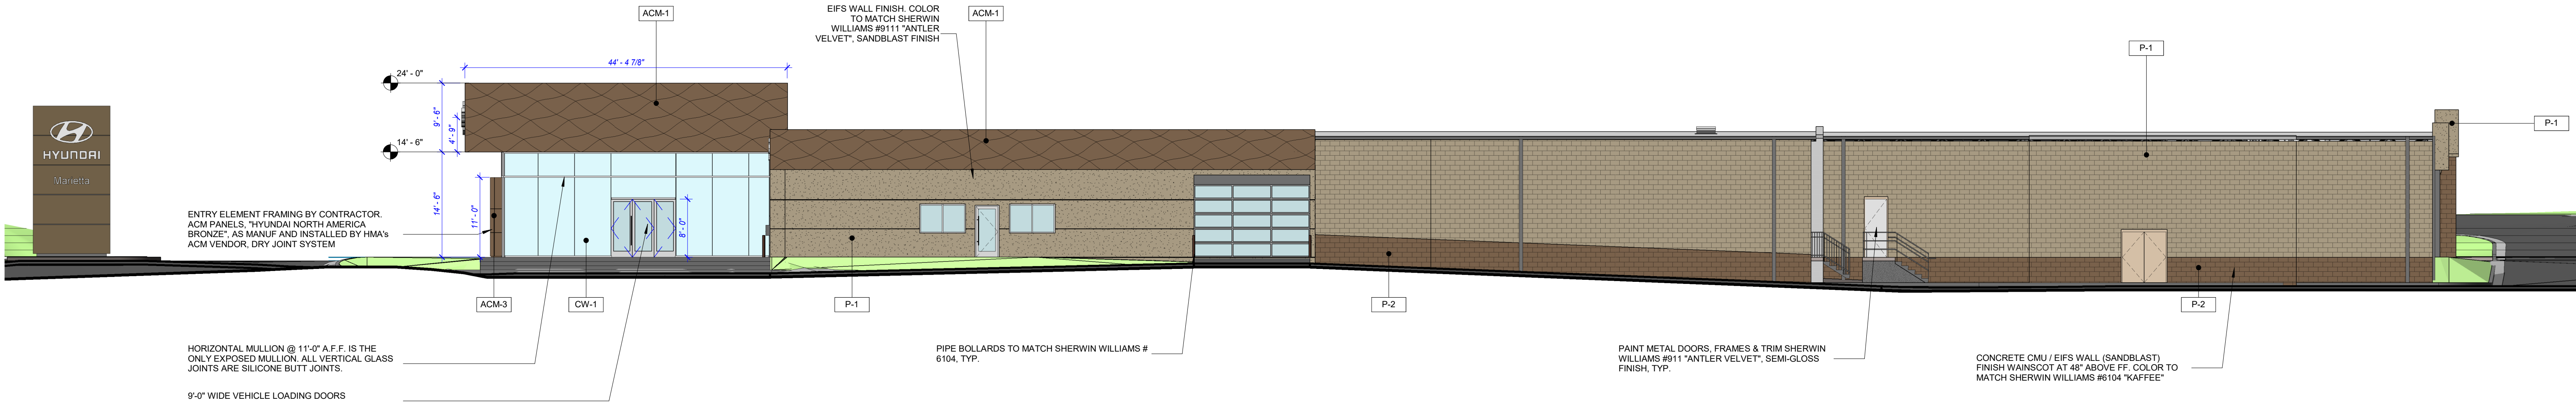 ACM-1
EIFS WALL FINISH. COLOR
TO MATCH SHERWIN
WILLIAMS #9111 "ANTLER
VELVET", SANDBLAST FINISH
ACM-1
P-1
44' - 4 7/8"
24' - 0"
9' - 6"
4' - 9"
14' - 6"
P-1
HYUNDAI
Marietta
14' - 6"
11' - 0"
8' - 0"
ENTRY ELEMENT FRAMING BY CONTRACTOR.
ACM PANELS, "HYUNDAI NORTH AMERICA
BRONZE", AS MANUF AND INSTALLED BY HMA's
ACM VENDOR, DRY JOINT SYSTEM
ACM-3
CW-1
P-1
P-2
P-2
HORIZONTAL MULLION @ 11'-0" A.F.F. IS THE
ONLY EXPOSED MULLION. ALL VERTICAL GLASS
JOINTS ARE SILICONE BUTT JOINTS.
9'-0" WIDE VEHICLE LOADING DOORS
PIPE BOLLARDS TO MATCH SHERWIN WILLIAMS #
6104, TYP.
PAINT METAL DOORS, FRAMES & TRIM SHERWIN
WILLIAMS #911 "ANTLER VELVET", SEMI-GLOSS
FINISH, TYP.
CONCRETE CMU / EIFS WALL (SANDBLAST)
FINISH WAINSCOT AT 48" ABOVE FF. COLOR TO
MATCH SHERWIN WILLIAMS #6104 "KAFFEE"